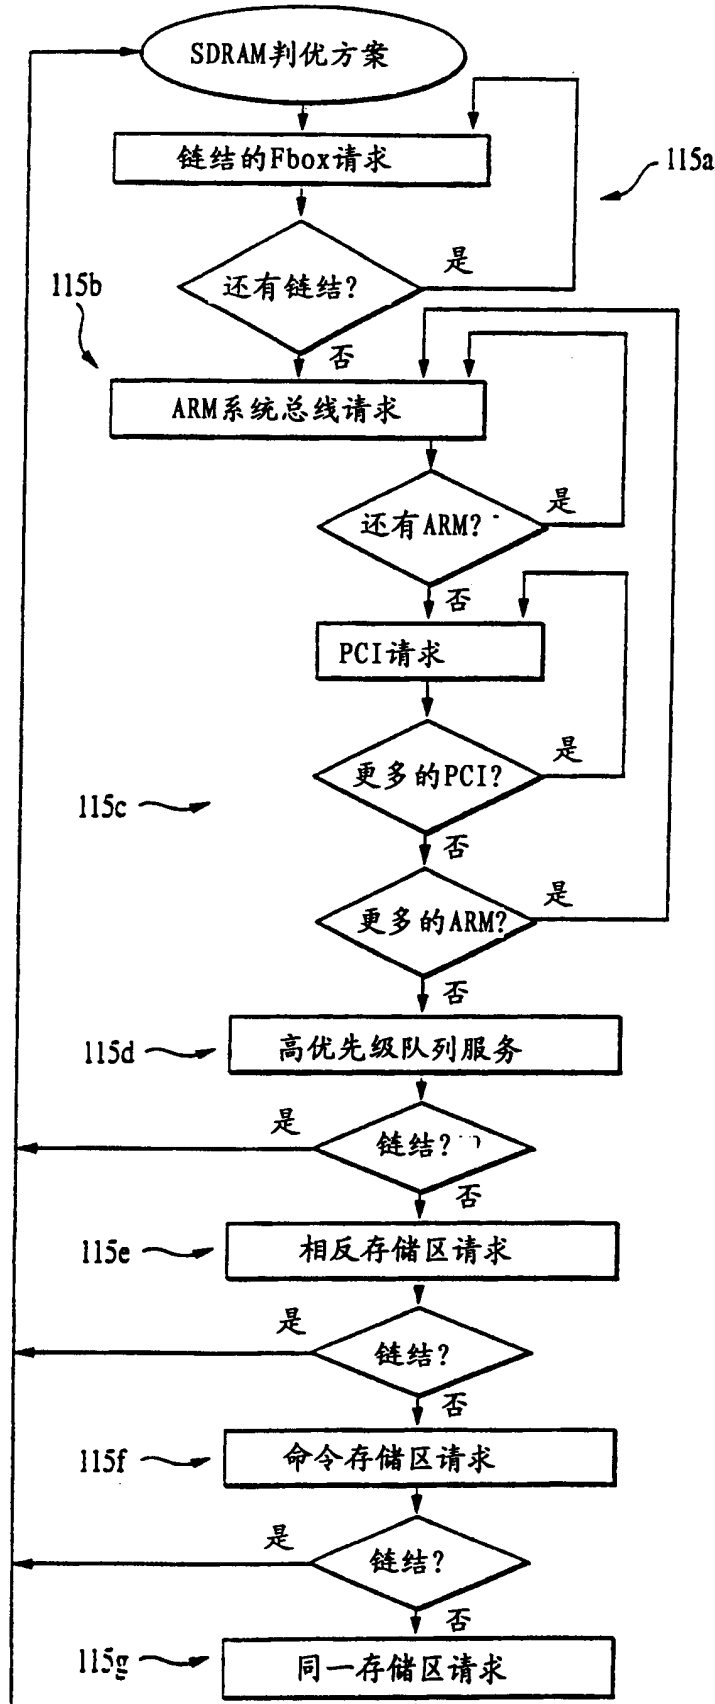 SDRAM判优方案
链结的Fbox请求
115a
还有链结?
是
115b
否
ARM系统总线请求
还有ARM?
是
否
PCI请求
更多的PCI?
是
115c
否
更多的ARM?
是
否
115d
高优先级队列服务
是
链结?
否
115e
相反存储区请求
是
链结?
否
115f
命令存储区请求
是
链结?
否
115g
同一存储区请求